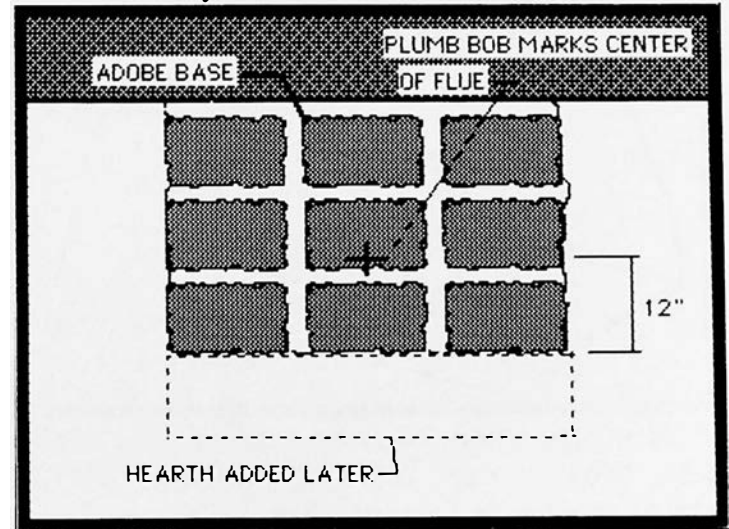 PLUMB BOB MARKS CENTER
ADOBE BASE
OF FLUE
12"
HEARTH ADDED LATER